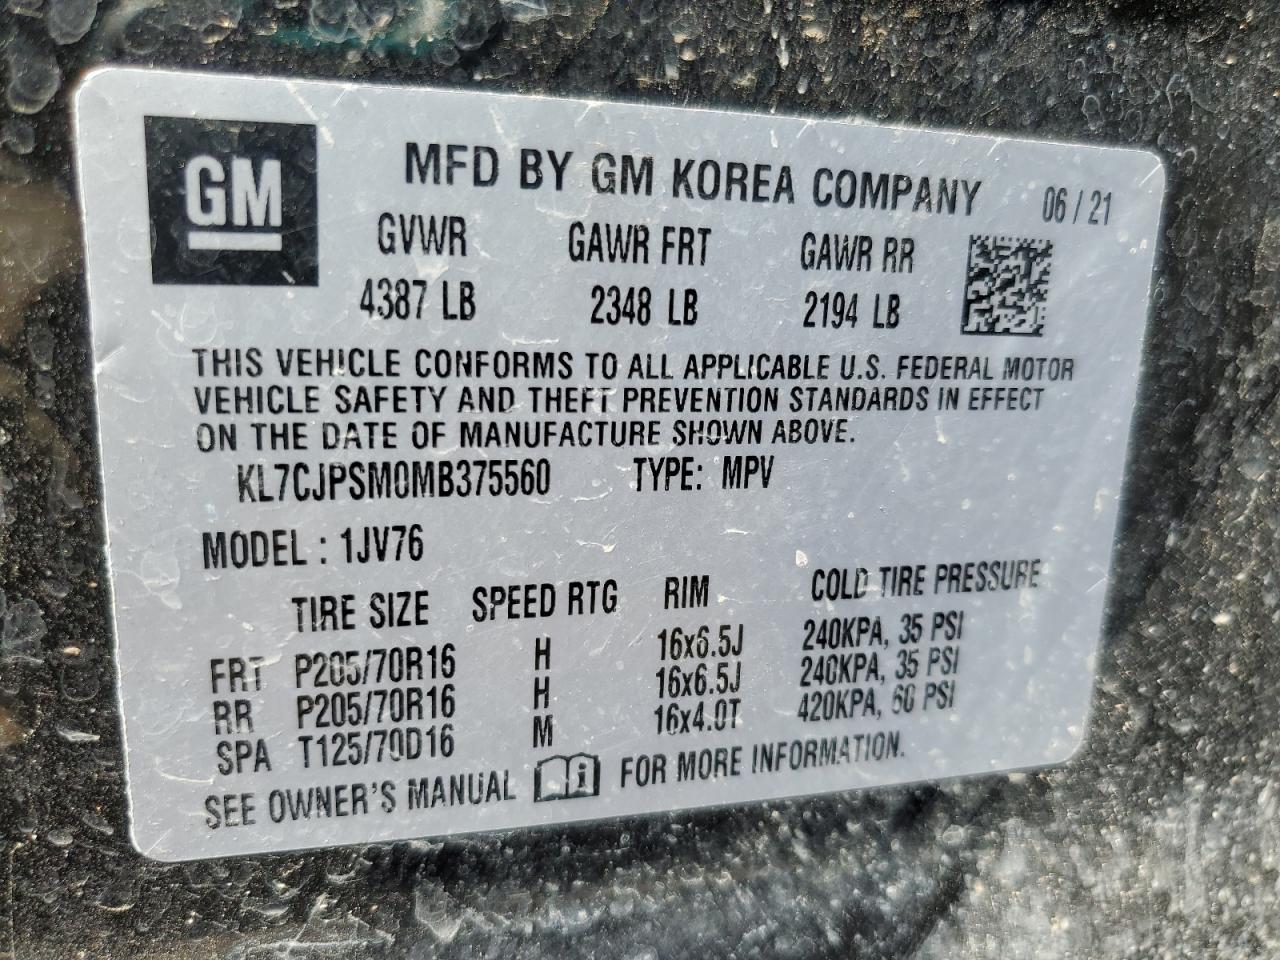 GM
MFD BY GM KOREA COMPANY 06 / 21
GVWR GAWR FRT GAWR RR
4387 LB 2348 LB 2194 LB
THIS VEHICLE CONFORMS TO ALL APPLICABLE U.S. FEDERAL MOTOR
VEHICLE SAFETY AND THEFT PREVENTION STANDARDS IN EFFECT
ON THE DATE OF MANUFACTURE SHOWN ABOVE.
KL7CJPSM0MB375560 TYPE: MPV
MODEL : 1JV76
TIRE SIZE SPEED RTG RIM COLD TIRE PRESSURE
FRT P205/70R16 H 16x6.5J 240KPA, 35 PSI
RR P205/70R16 H 16x6.5J 240KPA, 35 PSI
SPA T125/70D16 M 16x4.0T 420KPA, 60 PSI
SEE OWNER'S MANUAL i FOR MORE INFORMATION.